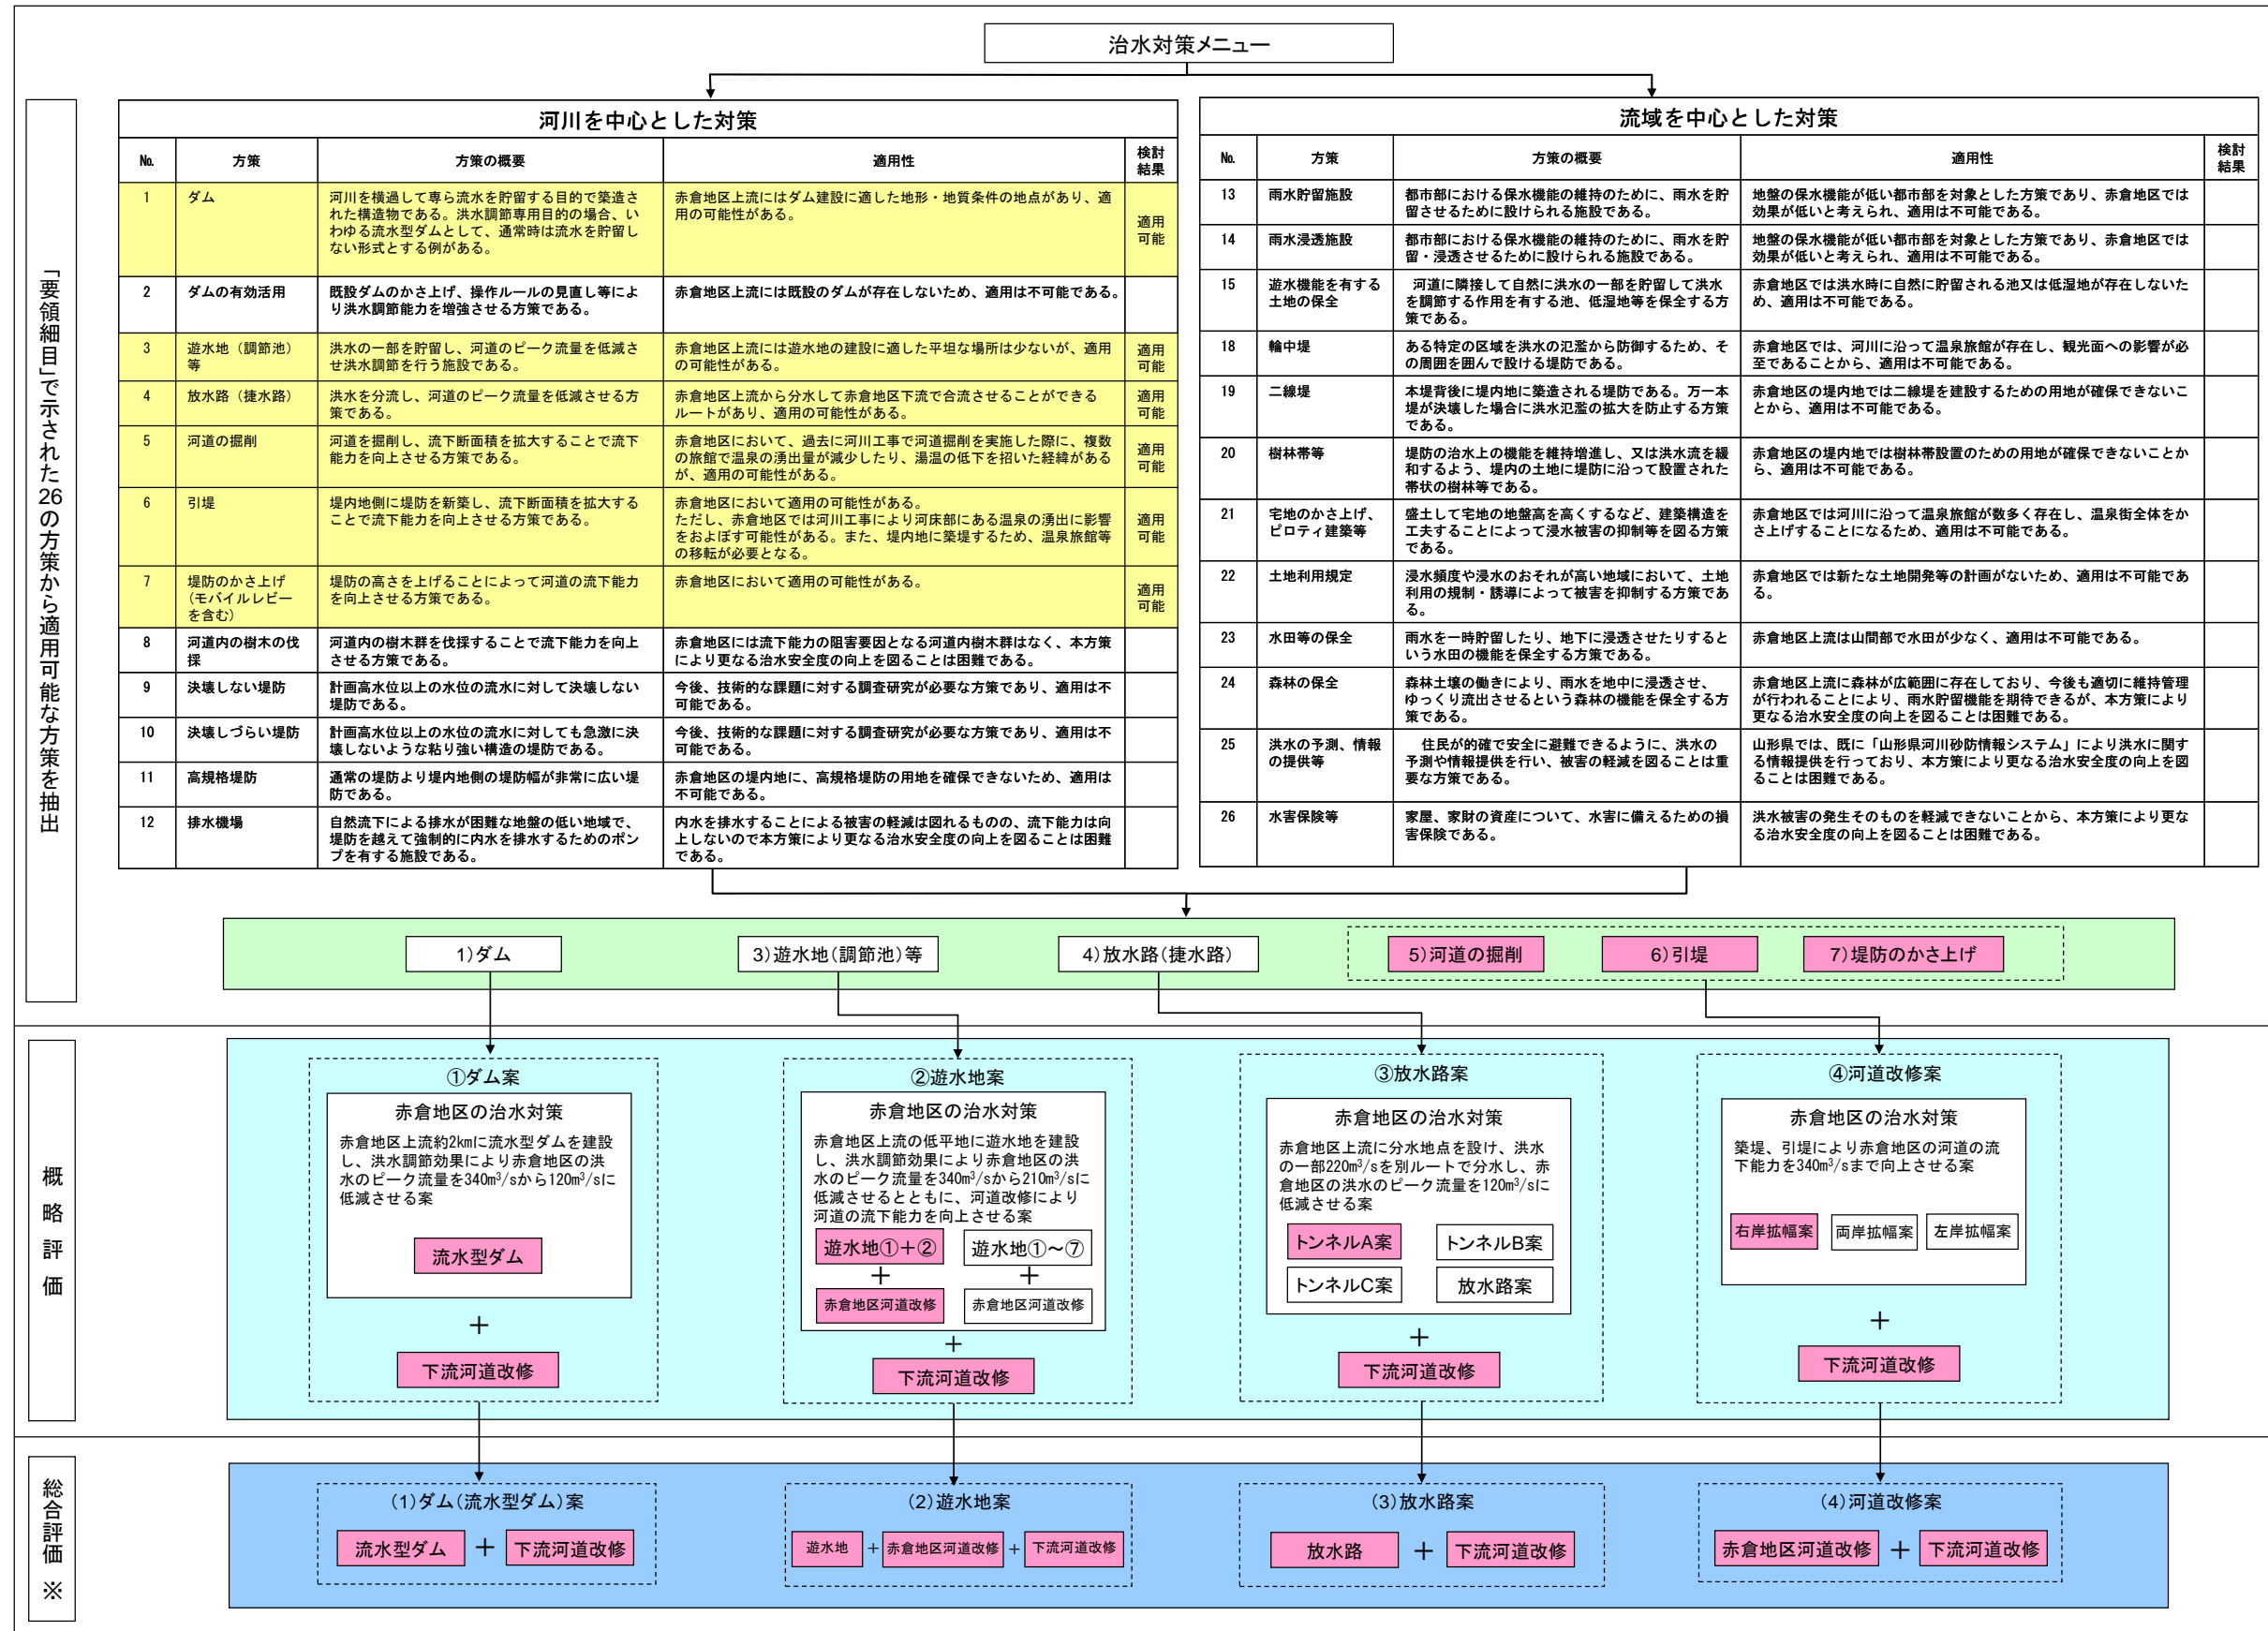 治水対策メニュー
「要領細目」で示された26の方策から適用可能な方策を抽出
河川を中心とした対策
№ 方策 方策の概要 適用性 検討
結果
1 ダム
河川を横過して専ら流水を貯留する目的で築造さ
れた構造物である。洪水調節専用目的の場合、い
わゆる流水型ダムとして、通常時は流水を貯留し
ない形式とする例がある。
赤倉地区上流にはダム建設に適した地形・地質条件の地点があり、適
用の可能性がある。
適用
可能
2 ダムの有効活用
既設ダムのかさ上げ、操作ルールの見直し等によ
り洪水調節能力を増強させる方策である。
赤倉地区上流には既設のダムが存在しないため、適用は不可能である。
3 遊水地（調節池）
等
洪水の一部を貯留し、河道のピーク流量を低減さ
せ洪水調節を行う施設である。
赤倉地区上流には遊水地の建設に適した平坦な場所は少ないが、適用
の可能性がある。
適用
可能
4 放水路（捷水路）
洪水を分流し、河道のピーク流量を低減させる方
策である。
赤倉地区上流から分水して赤倉地区下流で合流させることができる
ルートがあり、適用の可能性がある。
適用
可能
5 河道の掘削
河道を掘削し、流下断面積を拡大することで流下
能力を向上させる方策である。
赤倉地区において、過去に河川工事で河道掘削を実施した際に、複数
の旅館で温泉の湧出量が減少したり、湯温の低下を招いた経緯がある
が、適用の可能性がある。
適用
可能
6 引堤
堤内地側に堤防を新築し、流下断面積を拡大する
ことで流下能力を向上させる方策である。
赤倉地区において適用の可能性がある。
ただし、赤倉地区では河川工事により河床部にある温泉の湧出に影響
をおよぼす可能性がある。また、堤内地に築堤するため、温泉旅館等
の移転が必要となる。
適用
可能
7 堤防のかさ上げ
(モバイルレビー
を含む)
堤防の高さを上げることによって河道の流下能力
を向上させる方策である。
赤倉地区において適用の可能性がある。
適用
可能
8 河道内の樹木の伐
採
河道内の樹木群を伐採することで流下能力を向上
させる方策である。
赤倉地区には流下能力の阻害要因となる河道内樹木群はなく、本方策
により更なる治水安全度の向上を図ることは困難である。
9 決壊しない堤防
計画高水位以上の水位の流水に対して決壊しない
堤防である。
今後、技術的な課題に対する調査研究が必要な方策であり、適用は不
可能である。
10 決壊しづらい堤防
計画高水位以上の水位の流水に対しても急激に決
壊しないような粘り強い構造の堤防である。
今後、技術的な課題に対する調査研究が必要な方策であり、適用は不
可能である。
11 高規格堤防
通常の堤防より堤内地側の堤防幅が非常に広い堤
防である。
赤倉地区の堤内地に、高規格堤防の用地を確保できないため、適用は
不可能である。
12 排水機場
自然流下による排水が困難な地盤の低い地域で、
堤防を越えて強制的に内水を排水するためのポン
プを有する施設である。
内水を排水することによる被害の軽減は図れるものの、流下能力は向
上しないので本方策により更なる治水安全度の向上を図ることは困難
である。
流域を中心とした対策
№ 方策 方策の概要 適用性 検討
結果
13 雨水貯留施設
都市部における保水機能の維持のために、雨水を貯
留させるために設けられる施設である。
地盤の保水機能が低い都市部を対象とした方策であり、赤倉地区では
効果が低いと考えられ、適用は不可能である。
14 雨水浸透施設
都市部における保水機能の維持のために、雨水を貯
留・浸透させるために設けられる施設である。
地盤の保水機能が低い都市部を対象とした方策であり、赤倉地区では
効果が低いと考えられ、適用は不可能である。
15 遊水機能を有する
土地の保全
河道に隣接して自然に洪水の一部を貯留して洪水
を調節する作用を有する池、低湿地等を保全する方
策である。
赤倉地区では洪水時に自然に貯留される池又は低湿地が存在しないた
め、適用は不可能である。
18 輪中堤
ある特定の区域を洪水の氾濫から防御するため、そ
の周囲を囲んで設ける堤防である。
赤倉地区では、河川に沿って温泉旅館が存在し、観光面への影響が必
至であることから、適用は不可能である。
19 二線堤
本堤背後に堤内地に築造される堤防である。万一本
堤が決壊した場合に洪水氾濫の拡大を防止する方策
である。
赤倉地区の堤内地では二線堤を建設するための用地が確保できないこ
とから、適用は不可能である。
20 樹林帯等
堤防の治水上の機能を維持増進し、又は洪水流を緩
和するよう、堤内の土地に堤防に沿って設置された
帯状の樹林等である。
赤倉地区の堤内地では樹林帯設置のための用地が確保できないことか
ら、適用は不可能である。
21 宅地のかさ上げ、
ピロティ建築等
盛土して宅地の地盤高を高くするなど、建築構造を
工夫することによって浸水被害の抑制等を図る方策
である。
赤倉地区では河川に沿って温泉旅館が数多く存在し、温泉街全体をか
さ上げすることになるため、適用は不可能である。
22 土地利用規定
浸水頻度や浸水のおそれが高い地域において、土地
利用の規制・誘導によって被害を抑制する方策であ
る。
赤倉地区では新たな土地開発等の計画がないため、適用は不可能であ
る。
23 水田等の保全
雨水を一時貯留したり、地下に浸透させたりすると
いう水田の機能を保全する方策である。
赤倉地区上流は山間部で水田が少なく、適用は不可能である。
24 森林の保全
森林土壌の働きにより、雨水を地中に浸透させ、
ゆっくり流出させるという森林の機能を保全する方
策である。
赤倉地区上流に森林が広範囲に存在しており、今後も適切に維持管理
が行われることにより、雨水貯留機能を期待できるが、本方策により
更なる治水安全度の向上を図ることは困難である。
25 洪水の予測、情報
の提供等
住民が的確で安全に避難できるように、洪水の
予測や情報提供を行い、被害の軽減を図ることは重
要な方策である。
山形県では、既に「山形県河川砂防情報システム」により洪水に関す
る情報提供を行っており、本方策により更なる治水安全度の向上を図
ることは困難である。
26 水害保険等
家屋、家財の資産について、水害に備えるための損
害保険である。
洪水被害の発生そのものを軽減できないことから、本方策により更な
る治水安全度の向上を図ることは困難である。
1)ダム 3)遊水地(調節池)等 4)放水路(捷水路) 5)河道の掘削 6)引堤 7)堤防のかさ上げ
概略評価
①ダム案
赤倉地区の治水対策
赤倉地区上流約2kmに流水型ダムを建設
し、洪水調節効果により赤倉地区の洪
水のピーク流量を340m³/sから120m³/sに
低減させる案
流水型ダム
＋
下流河道改修
②遊水地案
赤倉地区の治水対策
赤倉地区上流の低平地に遊水地を建設
し、洪水調節効果により赤倉地区の洪
水のピーク流量を340m³/sから210m³/sに
低減させるとともに、河道改修により
河道の流下能力を向上させる案
遊水地①＋② 遊水地①～⑦
＋ ＋
赤倉地区河道改修 赤倉地区河道改修
＋
下流河道改修
③放水路案
赤倉地区の治水対策
赤倉地区上流に分水地点を設け、洪水
の一部220m³/sを別ルートで分水し、赤
倉地区の洪水のピーク流量を120m³/sに
低減させる案
トンネルA案 トンネルB案
トンネルC案 放水路案
＋
下流河道改修
④河道改修案
赤倉地区の治水対策
築堤、引堤により赤倉地区の河道の流
下能力を340m³/sまで向上させる案
右岸拡幅案 両岸拡幅案 左岸拡幅案
＋
下流河道改修
総合評価※
(1)ダム(流水型ダム)案
流水型ダム ＋ 下流河道改修
(2)遊水地案
遊水地 ＋ 赤倉地区河道改修 ＋ 下流河道改修
(3)放水路案
放水路 ＋ 下流河道改修
(4)河道改修案
赤倉地区河道改修 ＋ 下流河道改修